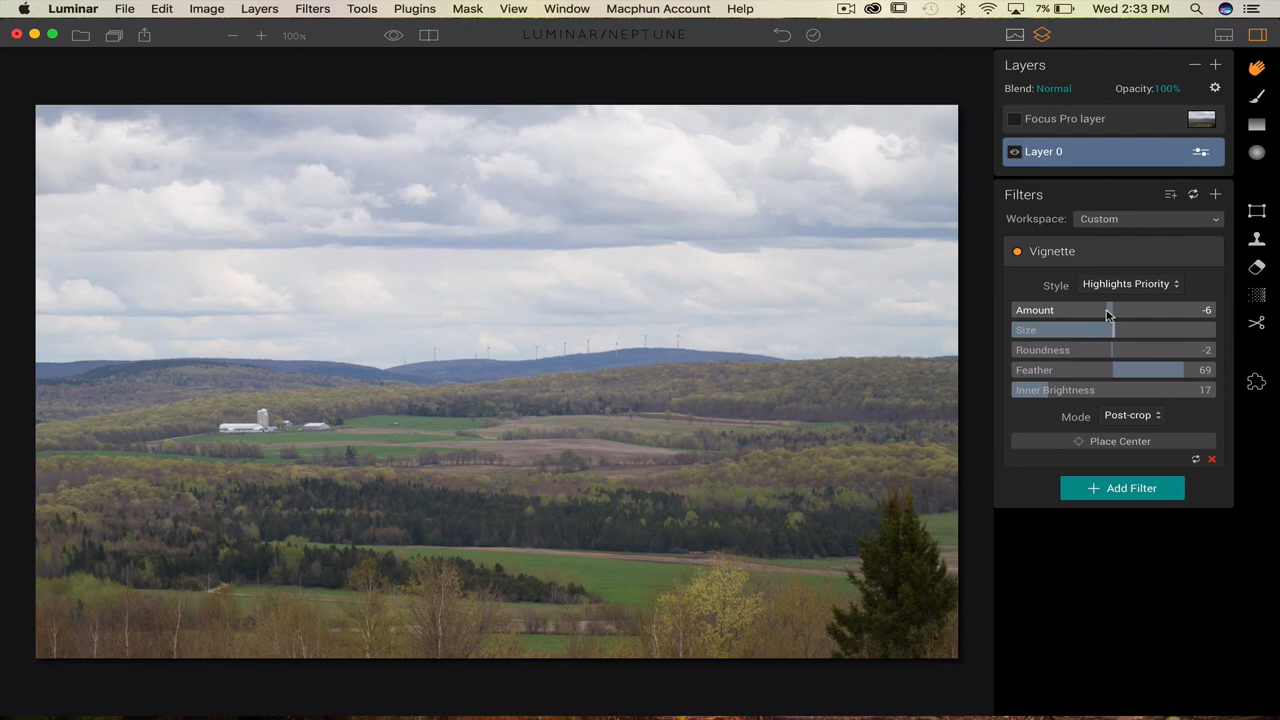 Luminar File Edit Image Layers Filters Tools Plugins Mask View Window Macphun Account Help 7% Wed 2:33 PM
100% LUMINAR/NEPTUNE
Layers
Blend: Normal Opacity:100%
Focus Pro layer
Layer 0
Filters
Workspace: Custom
Vignette
Style Highlights Priority
Amount -6
Size
Roundness -2
Feather 69
Inner Brightness 17
Mode Post-crop
Place Center
+ Add Filter